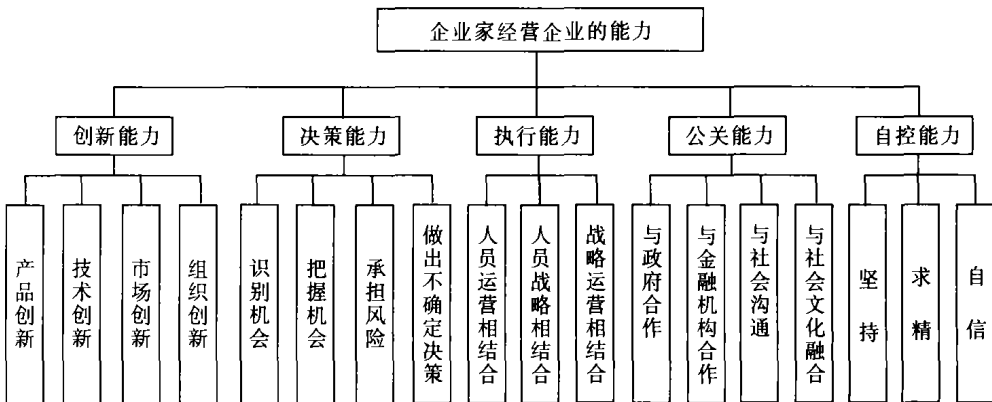 企业家经营企业的能力
创新能力
决策能力
执行能力
公关能力
自控能力
产品创新
技术创新
市场创新
组织创新
识别机会
把握机会
承担风险
做出不确定决策
人员运营相结合
人员战略相结合
战略运营相结合
与政府合作
与金融机构合作
与社会沟通
与社会文化融合
坚持
求精
自信